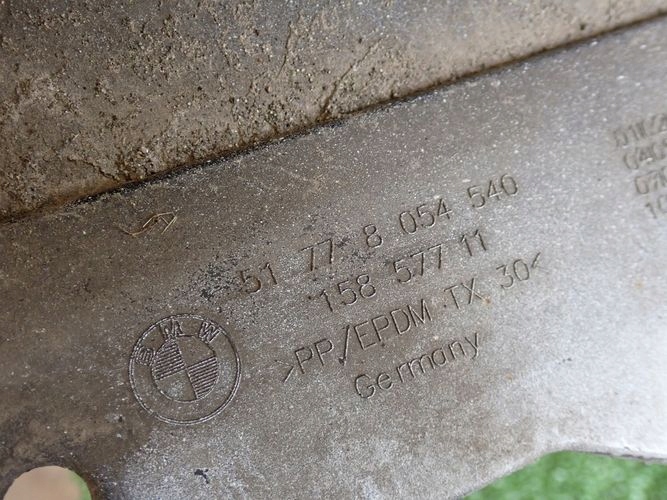 51 77 8 054 540
158 577 11
>PP/EPDM TX 30<
Germany
BMW